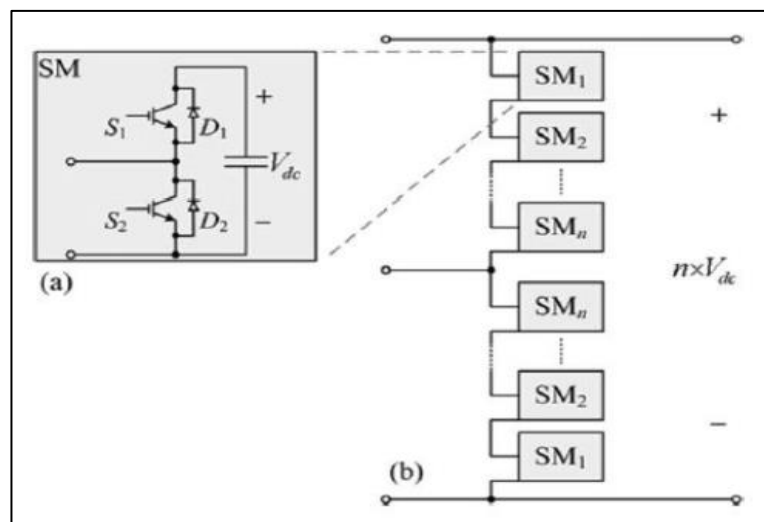 SM
S1
D1
+
Vdc
S2
D2
−
(a)
SM1
SM2
SMn
SMn
SM2
SM1
+
n×Vdc
−
(b)